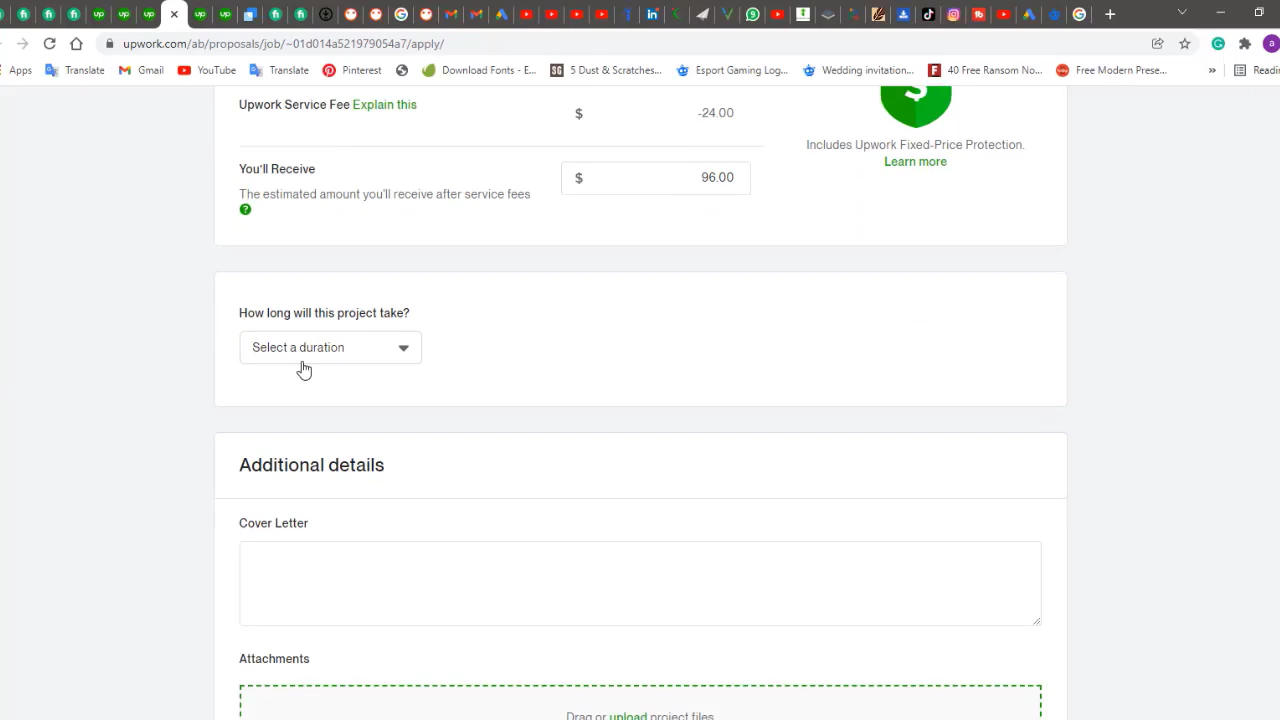 upwork.com/ab/proposals/job/~01d014a521979054a7/apply/
Apps Translate Gmail YouTube Translate Pinterest Download Fonts - E... 5 Dust & Scratches... Esport Gaming Log... Wedding invitation... 40 Free Ransom No... Free Modern Prese... » Readi
Upwork Service Fee Explain this $ -24.00
Includes Upwork Fixed-Price Protection.
Learn more
You'll Receive $ 96.00
The estimated amount you'll receive after service fees
?
How long will this project take?
Select a duration
Additional details
Cover Letter
Attachments
Drag or upload project files